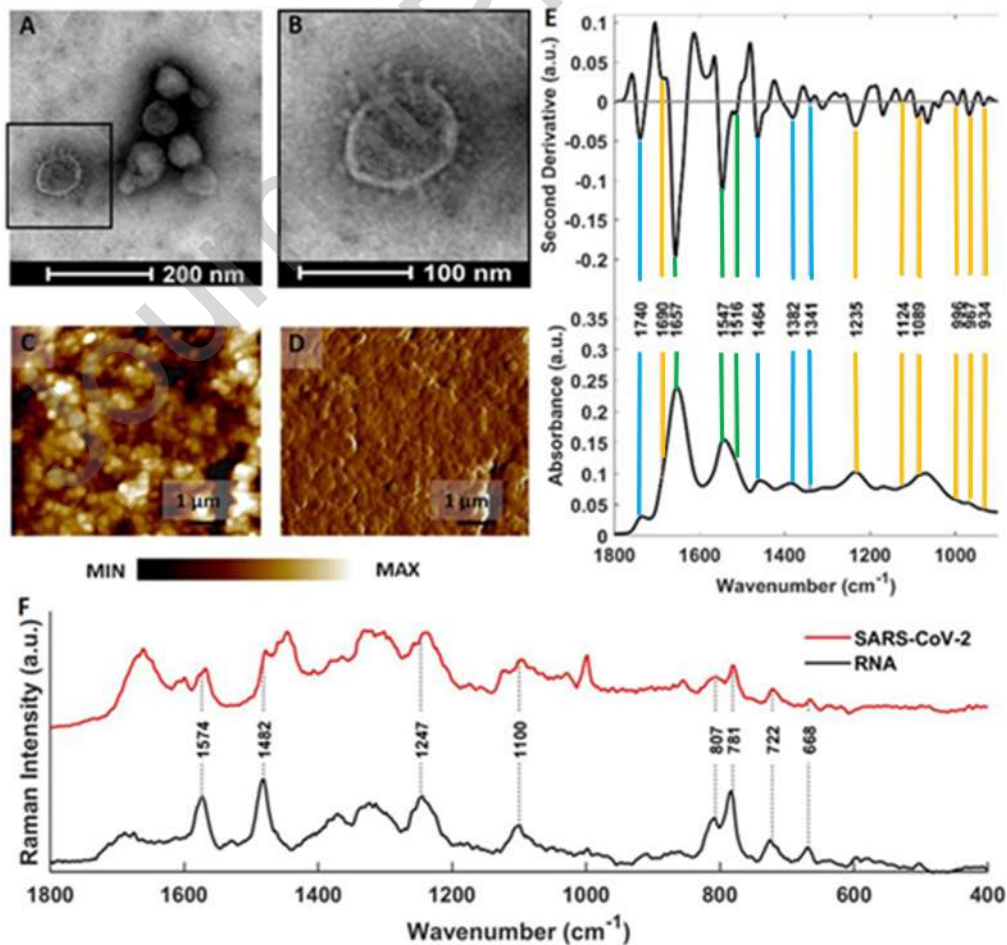 A
B
200 nm
100 nm
C
D
1 µm
1 µm
MIN
MAX
E
Second Derivative (a.u.)
0.1
0.05
0
-0.05
-0.1
-0.15
-0.2
1740
1690
1657
1547
1516
1464
1382
1341
1235
1124
1089
996
967
934
Absorbance (a.u.)
0.35
0.3
0.25
0.2
0.15
0.1
0.05
0
1800 1600 1400 1200 1000
Wavenumber (cm-1)
F
Raman Intensity (a.u.)
SARS-CoV-2
RNA
1574
1482
1247
1100
807
781
722
668
1800 1600 1400 1200 1000 800 600 400
Wavenumber (cm-1)